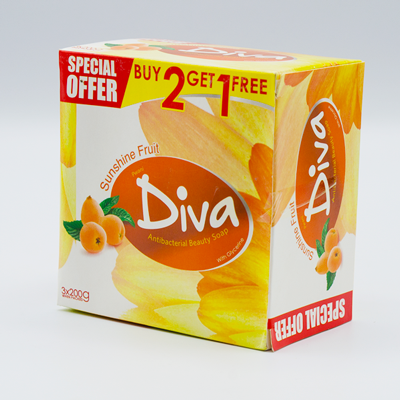 SPECIAL OFFER
BUY 2 GET 1 FREE
Diva
Sunshine Fruit
Diva
Antibacterial Beauty Soap
with Glycerine
3x200g
Diva
Sunshine Fruit
SPECIAL OFFER